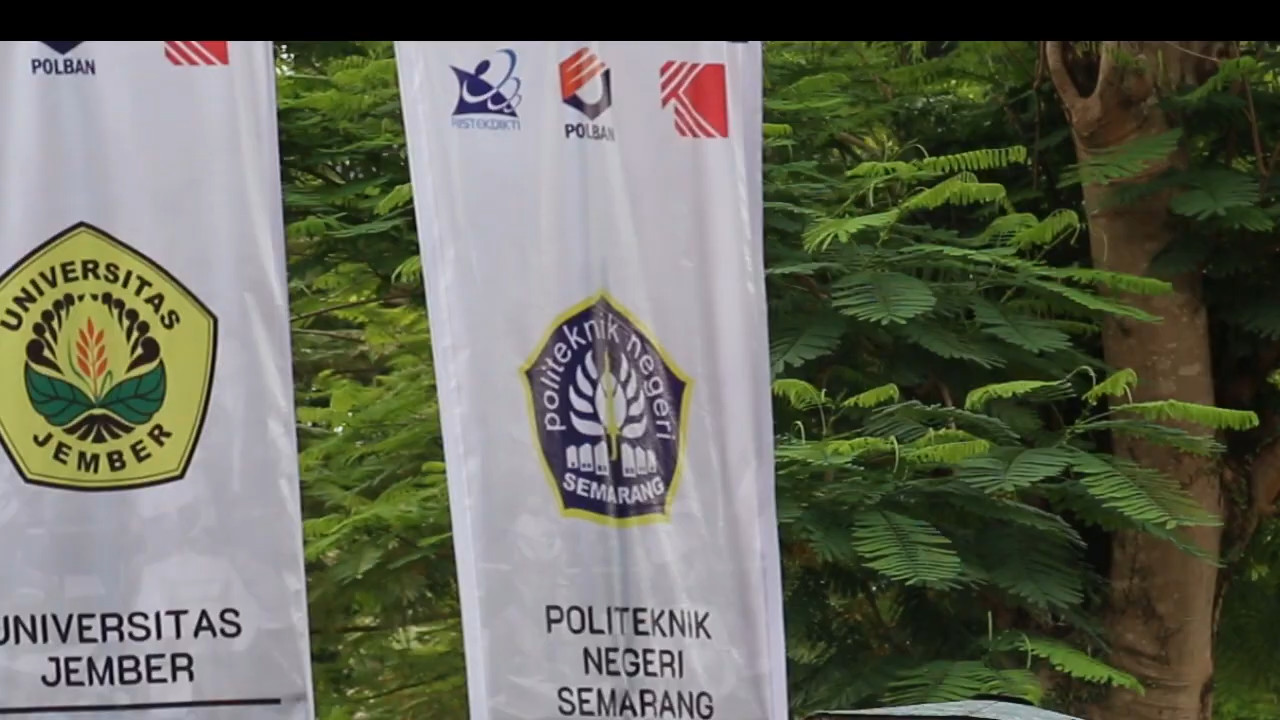 POLBAN
UNIVERSITAS
JEMBER
UNIVERSITAS
JEMBER
RISTEKDIKTI
POLBAN
politeknik negeri
SEMARANG
POLITEKNIK
NEGERI
SEMARANG